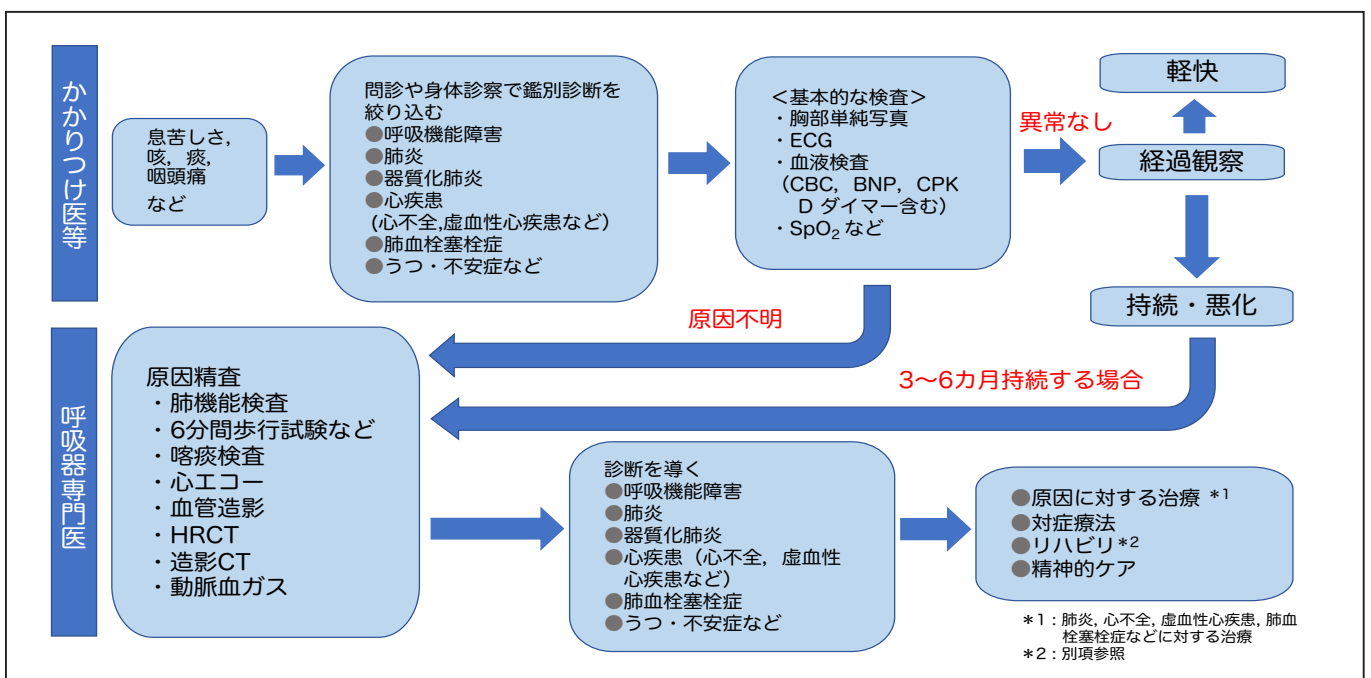 かかりつけ医等
息苦しさ,
咳，痰,
咽頭痛
など
問診や身体診察で鑑別診断を
絞り込む
●呼吸機能障害
●肺炎
●器質化肺炎
●心疾患
(心不全,虚血性心疾患など）
●肺血栓塞栓症
●うつ・不安症など
＜基本的な検査＞
・胸部単純写真
・ECG
・血液検査
（CBC，BNP，CPK
D ダイマー含む）
・SpO₂ など
異常なし
軽快
経過観察
持続・悪化
原因不明
3～6カ月持続する場合
呼吸器専門医
原因精査
・肺機能検査
・6分間歩行試験など
・喀痰検査
・心エコー
・血管造影
・HRCT
・造影CT
・動脈血ガス
診断を導く
●呼吸機能障害
●肺炎
●器質化肺炎
●心疾患（心不全，虚血性
心疾患など）
●肺血栓塞栓症
●うつ・不安症など
●原因に対する治療 *1
●対症療法
●リハビリ*2
●精神的ケア
＊1：肺炎, 心不全, 虚血性心疾患, 肺血
栓塞栓症などに対する治療
＊2：別項参照